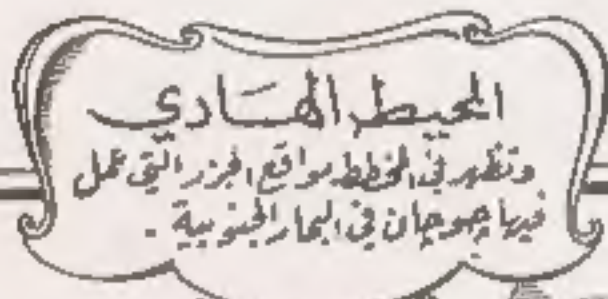 المحيط الهادي
وتظهر في المخطط مواقع الجزر التي عمل
فيها جوجان في البحار الجنوبية .